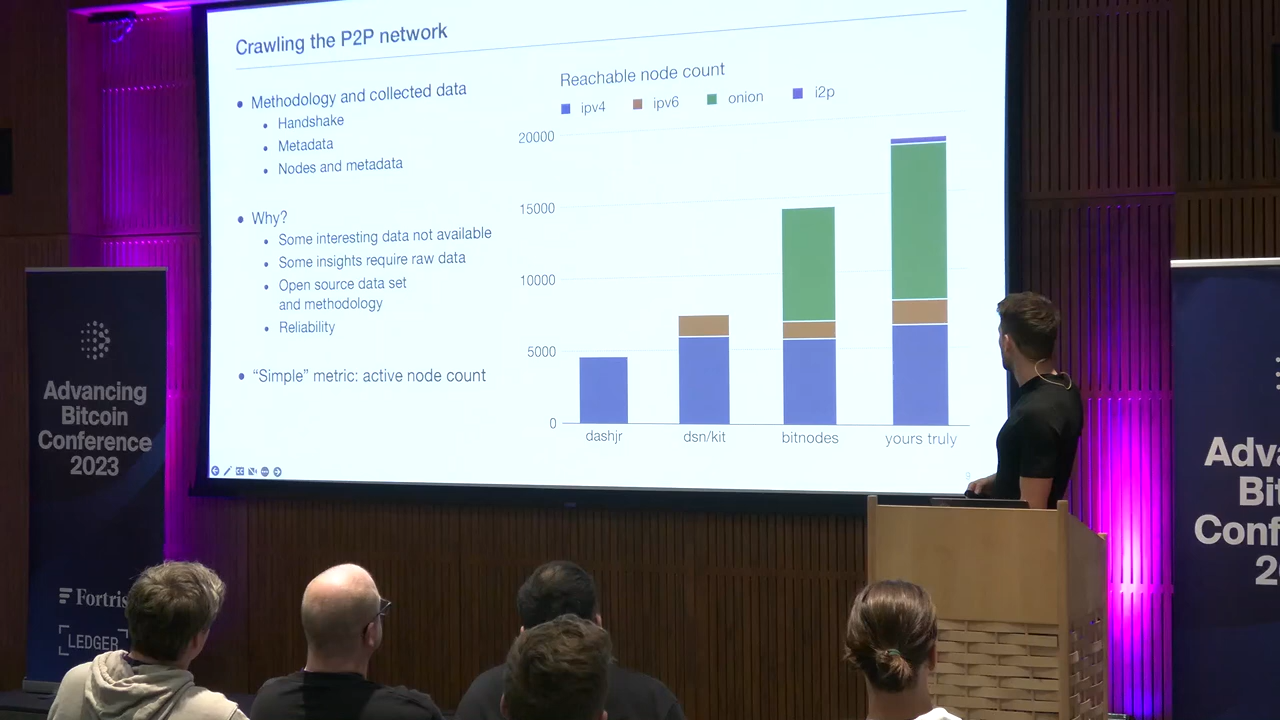 Crawling the P2P network
• Methodology and collected data
• Handshake
• Metadata
• Nodes and metadata
• Why?
• Some interesting data not available
• Some insights require raw data
• Open source data set
and methodology
• Reliability
• “Simple” metric: active node count
Reachable node count
ipv4 ipv6 onion i2p
20000
15000
10000
5000
0
dashjr dsn/kit bitnodes yours truly
Advancing
Bitcoin
Conference
2023
Fortris
LEDGER
Adva
Bit
Conf
20